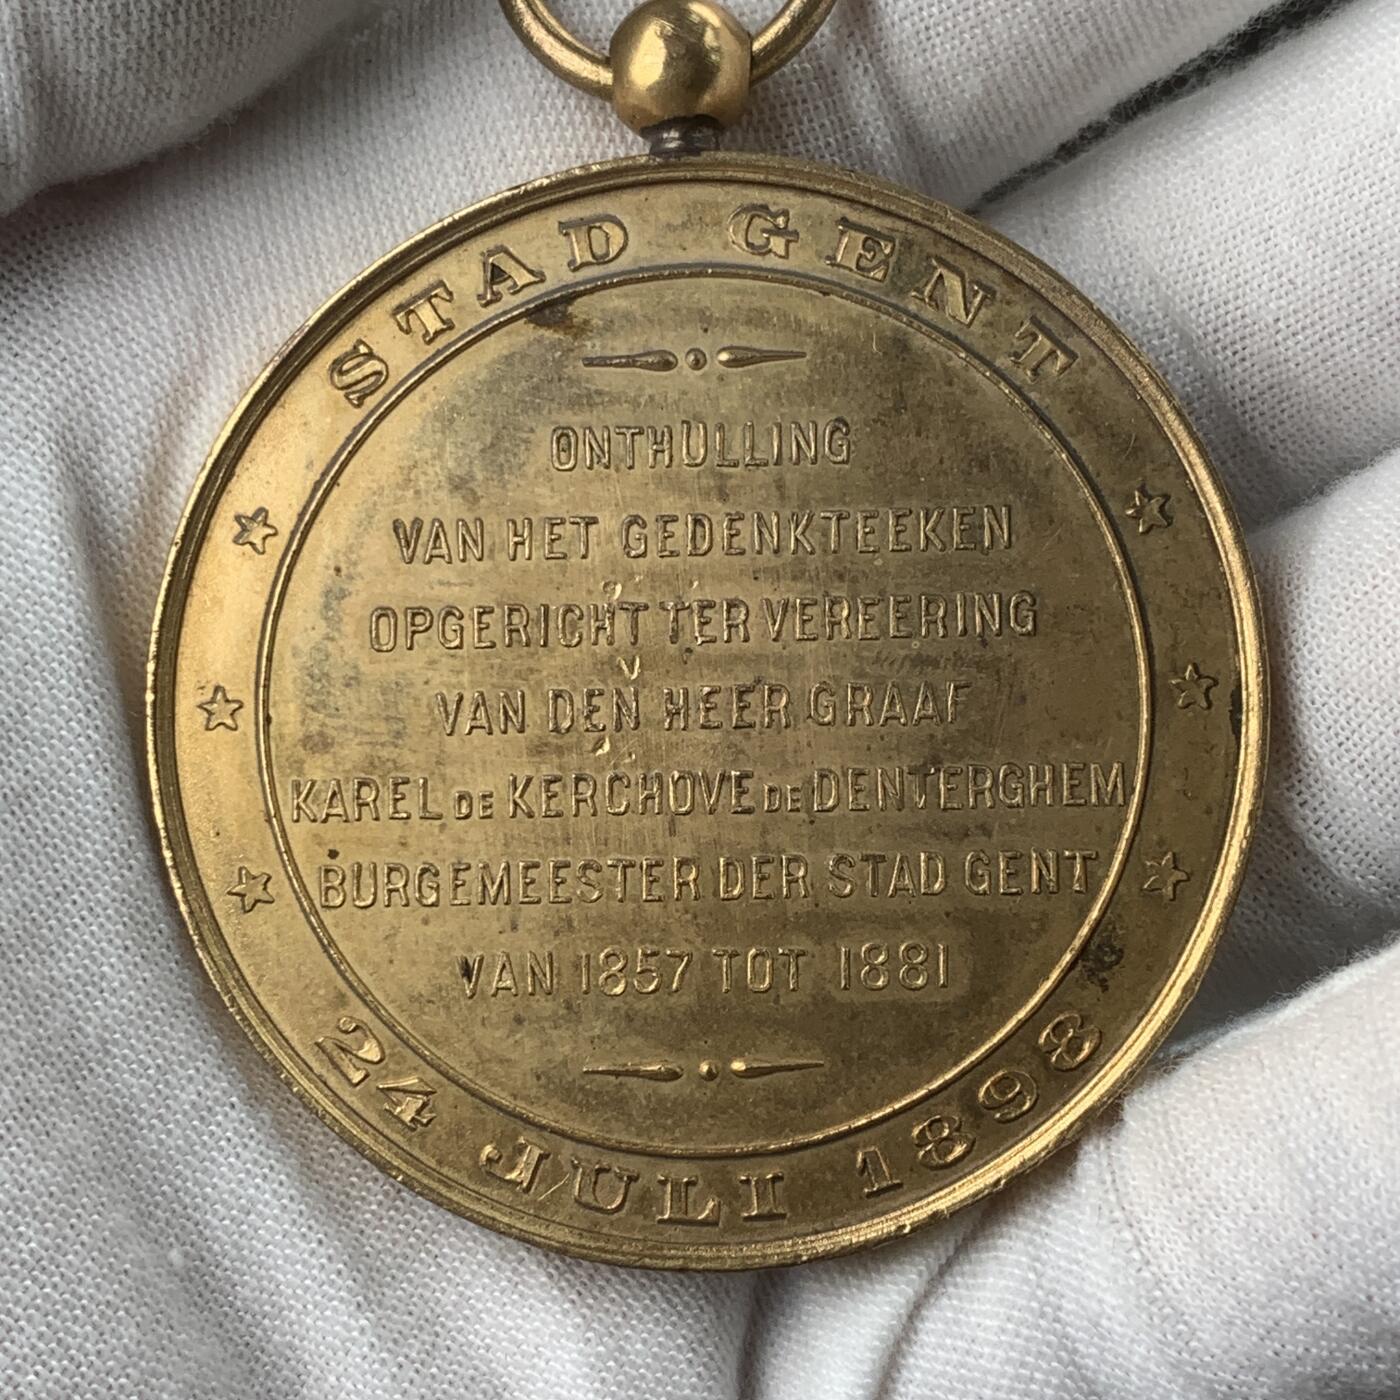 STAD GENT
ONTHULLING
VAN HET GEDENKTEEKEN
OPGERICHT TER VEREERING
VAN DEN HEER GRAAF
KAREL DE KERCHOVE DE DENTERGHEM
BURGEMEESTER DER STAD GENT
VAN 1857 TOT 1881
24 JULI 1898